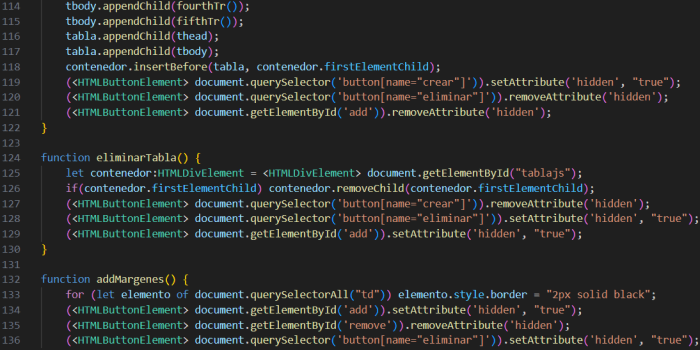 114 tbody.appendChild(fourthTr());
115 tbody.appendChild(fifthTr());
116 tabla.appendChild(thead);
117 tabla.appendChild(tbody);
118 contenedor.insertBefore(tabla, contenedor.firstElementChild);
119 (<HTMLButtonElement> document.querySelector('button[name="crear"]')).setAttribute('hidden', "true");
120 (<HTMLButtonElement> document.querySelector('button[name="eliminar"]')).removeAttribute('hidden');
121 (<HTMLButtonElement> document.getElementById('add')).removeAttribute('hidden');
122 }
123
124 function eliminarTabla() {
125 let contenedor:HTMLDivElement = <HTMLDivElement> document.getElementById("tablajs");
126 if(contenedor.firstElementChild) contenedor.removeChild(contenedor.firstElementChild);
127 (<HTMLButtonElement> document.querySelector('button[name="crear"]')).removeAttribute('hidden');
128 (<HTMLButtonElement> document.querySelector('button[name="eliminar"]')).setAttribute('hidden', "true");
129 (<HTMLButtonElement> document.getElementById('add')).setAttribute('hidden', "true");
130 }
131
132 function addMargenes() {
133 for (let elemento of document.querySelectorAll("td")) elemento.style.border = "2px solid black";
134 (<HTMLButtonElement> document.getElementById('add')).setAttribute('hidden', "true");
135 (<HTMLButtonElement> document.getElementById('remove')).removeAttribute('hidden');
136 (<HTMLButtonElement> document.querySelector('button[name="eliminar"]')).setAttribute('hidden', "true");